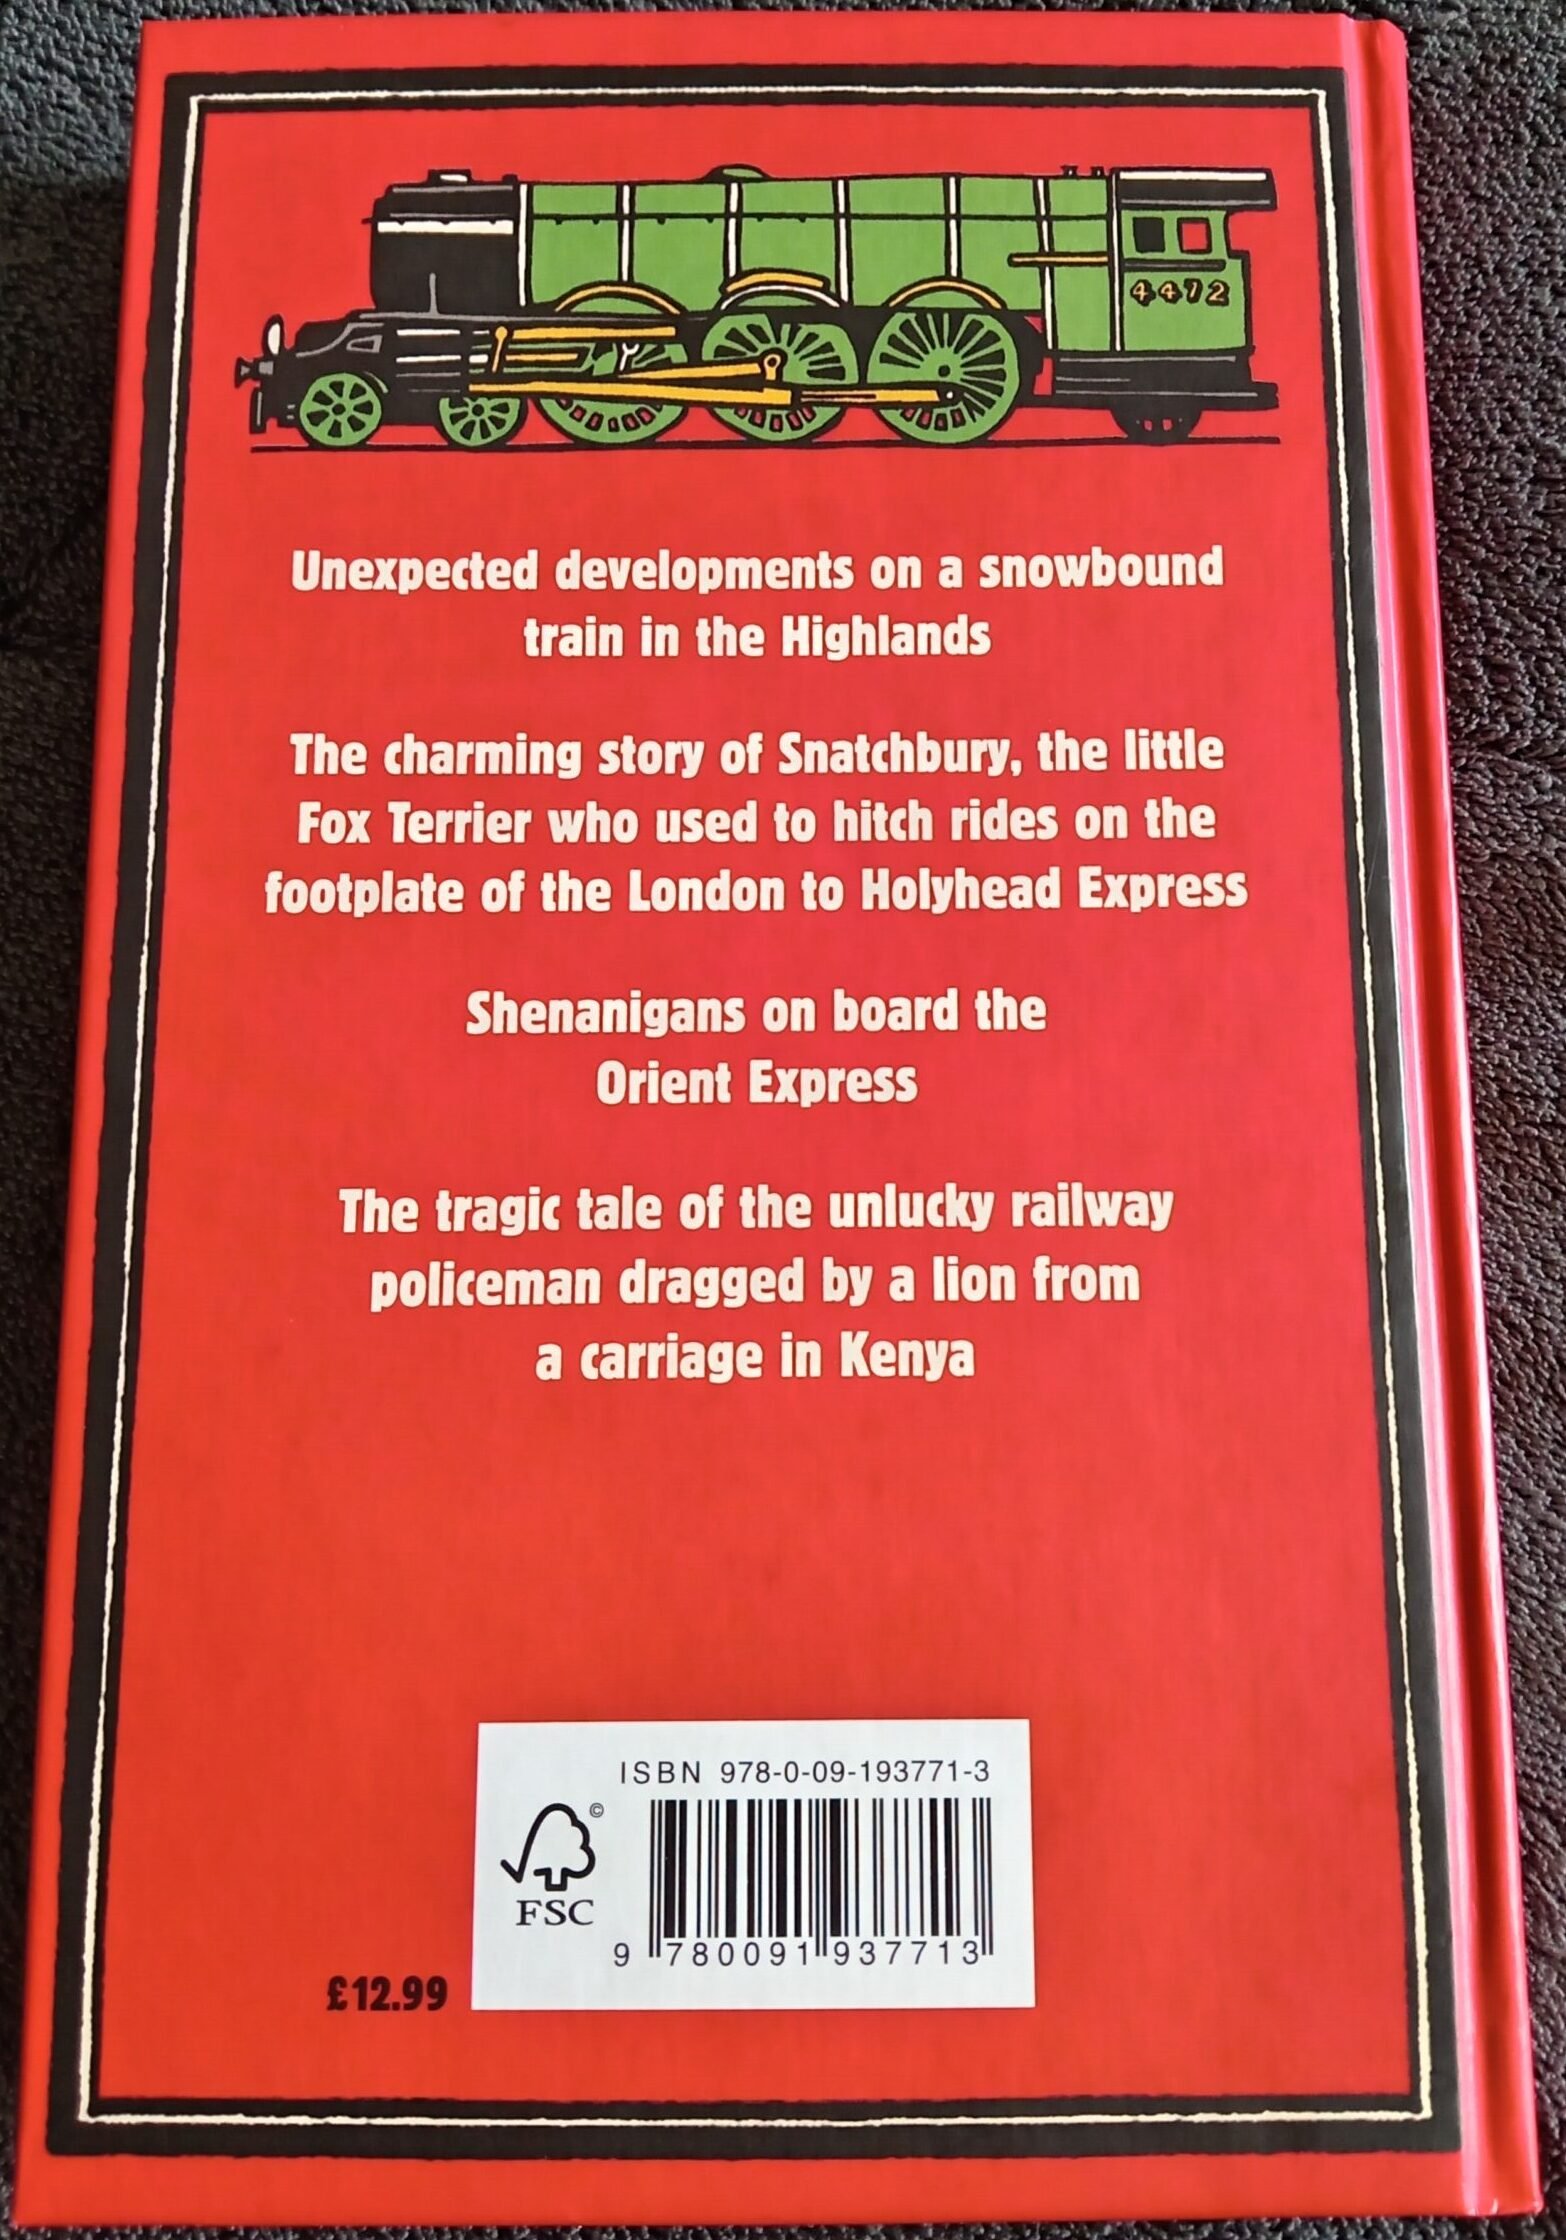 4472
Unexpected developments on a snowbound
train in the Highlands
The charming story of Snatchbury, the little
Fox Terrier who used to hitch rides on the
footplate of the London to Holyhead Express
Shenanigans on board the
Orient Express
The tragic tale of the unlucky railway
policeman dragged by a lion from
a carriage in Kenya
ISBN 978-0-09-193771-3
©
FSC
9 780091 937713
£12.99